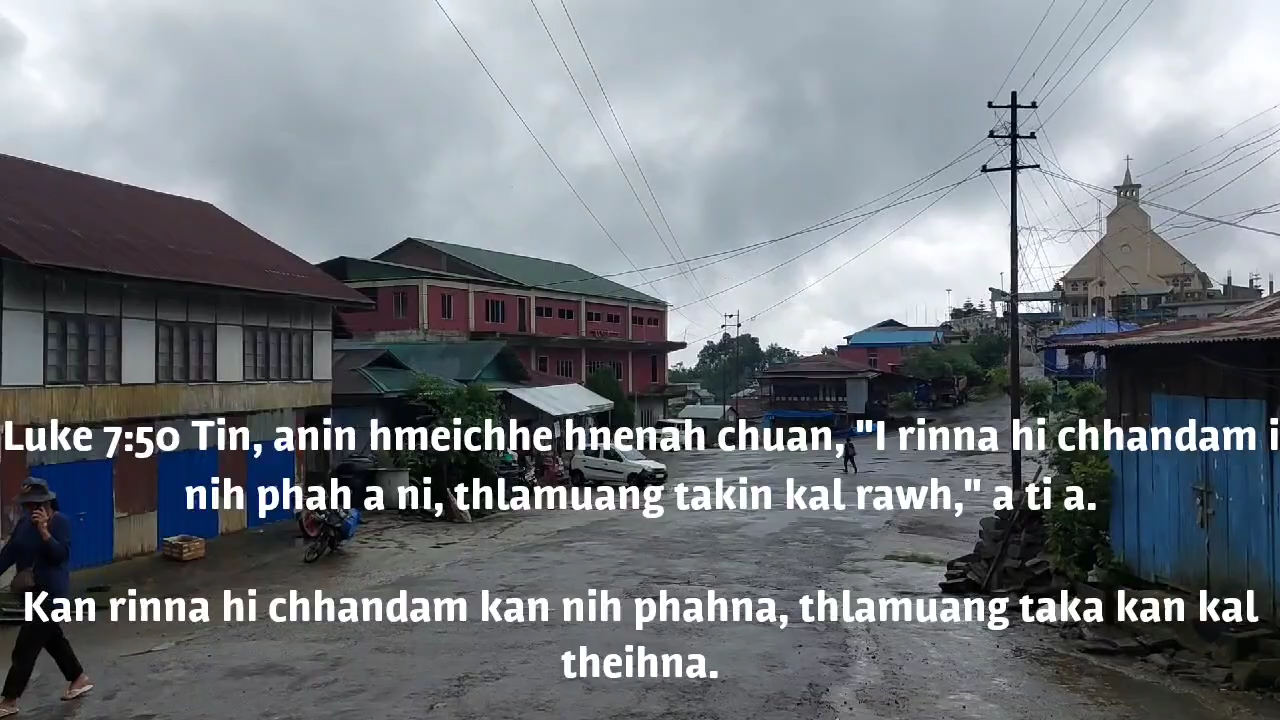 Luke 7:50 Tin, anin hmeichhe hnenah chuan, "I rinna hi chhandam i
nih phah a ni, thlamuang takin kal rawh," a ti a.
Kan rinna hi chhandam kan nih phahna, thlamuang taka kan kal
theihna.